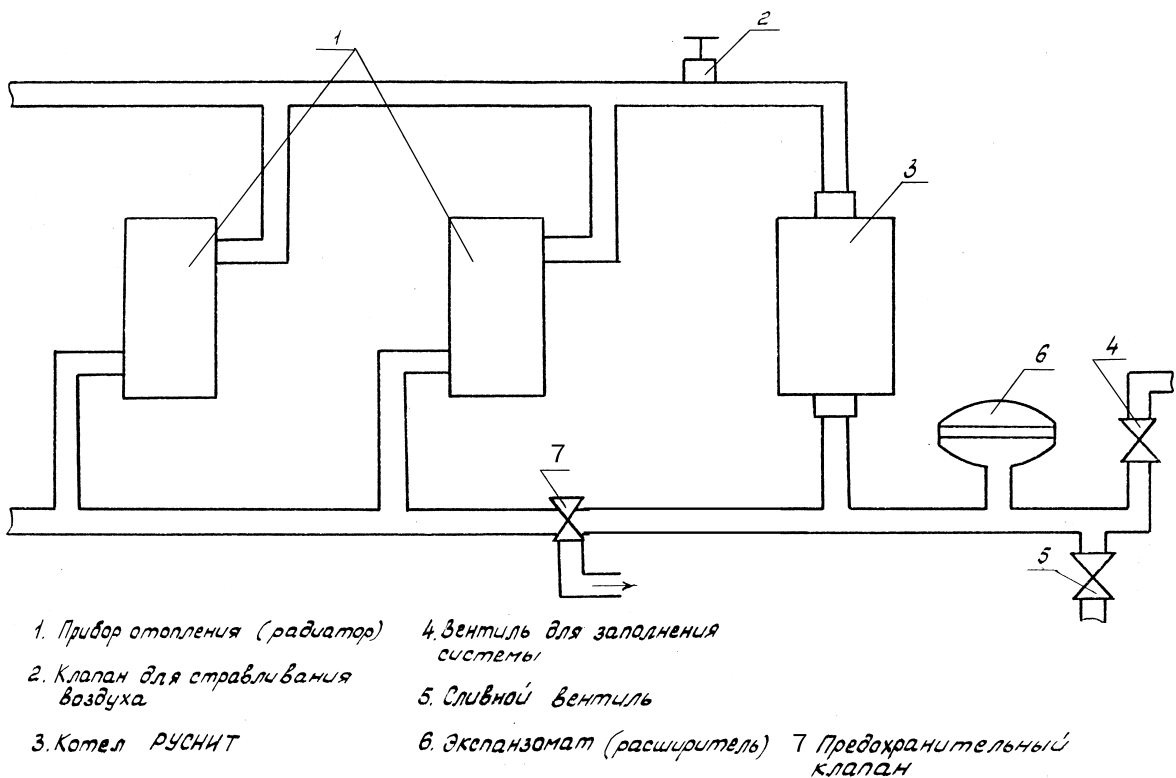 1
2
3
6
4
7
5
1. Прибор отопления (радиатор)
2. Клапан для стравливания
воздуха
3. Котел РУСНИТ
4. Вентиль для заполнения
системы
5. Сливной вентиль
6. Экспанзомат (расширитель)
7 Предохранительный
клапан